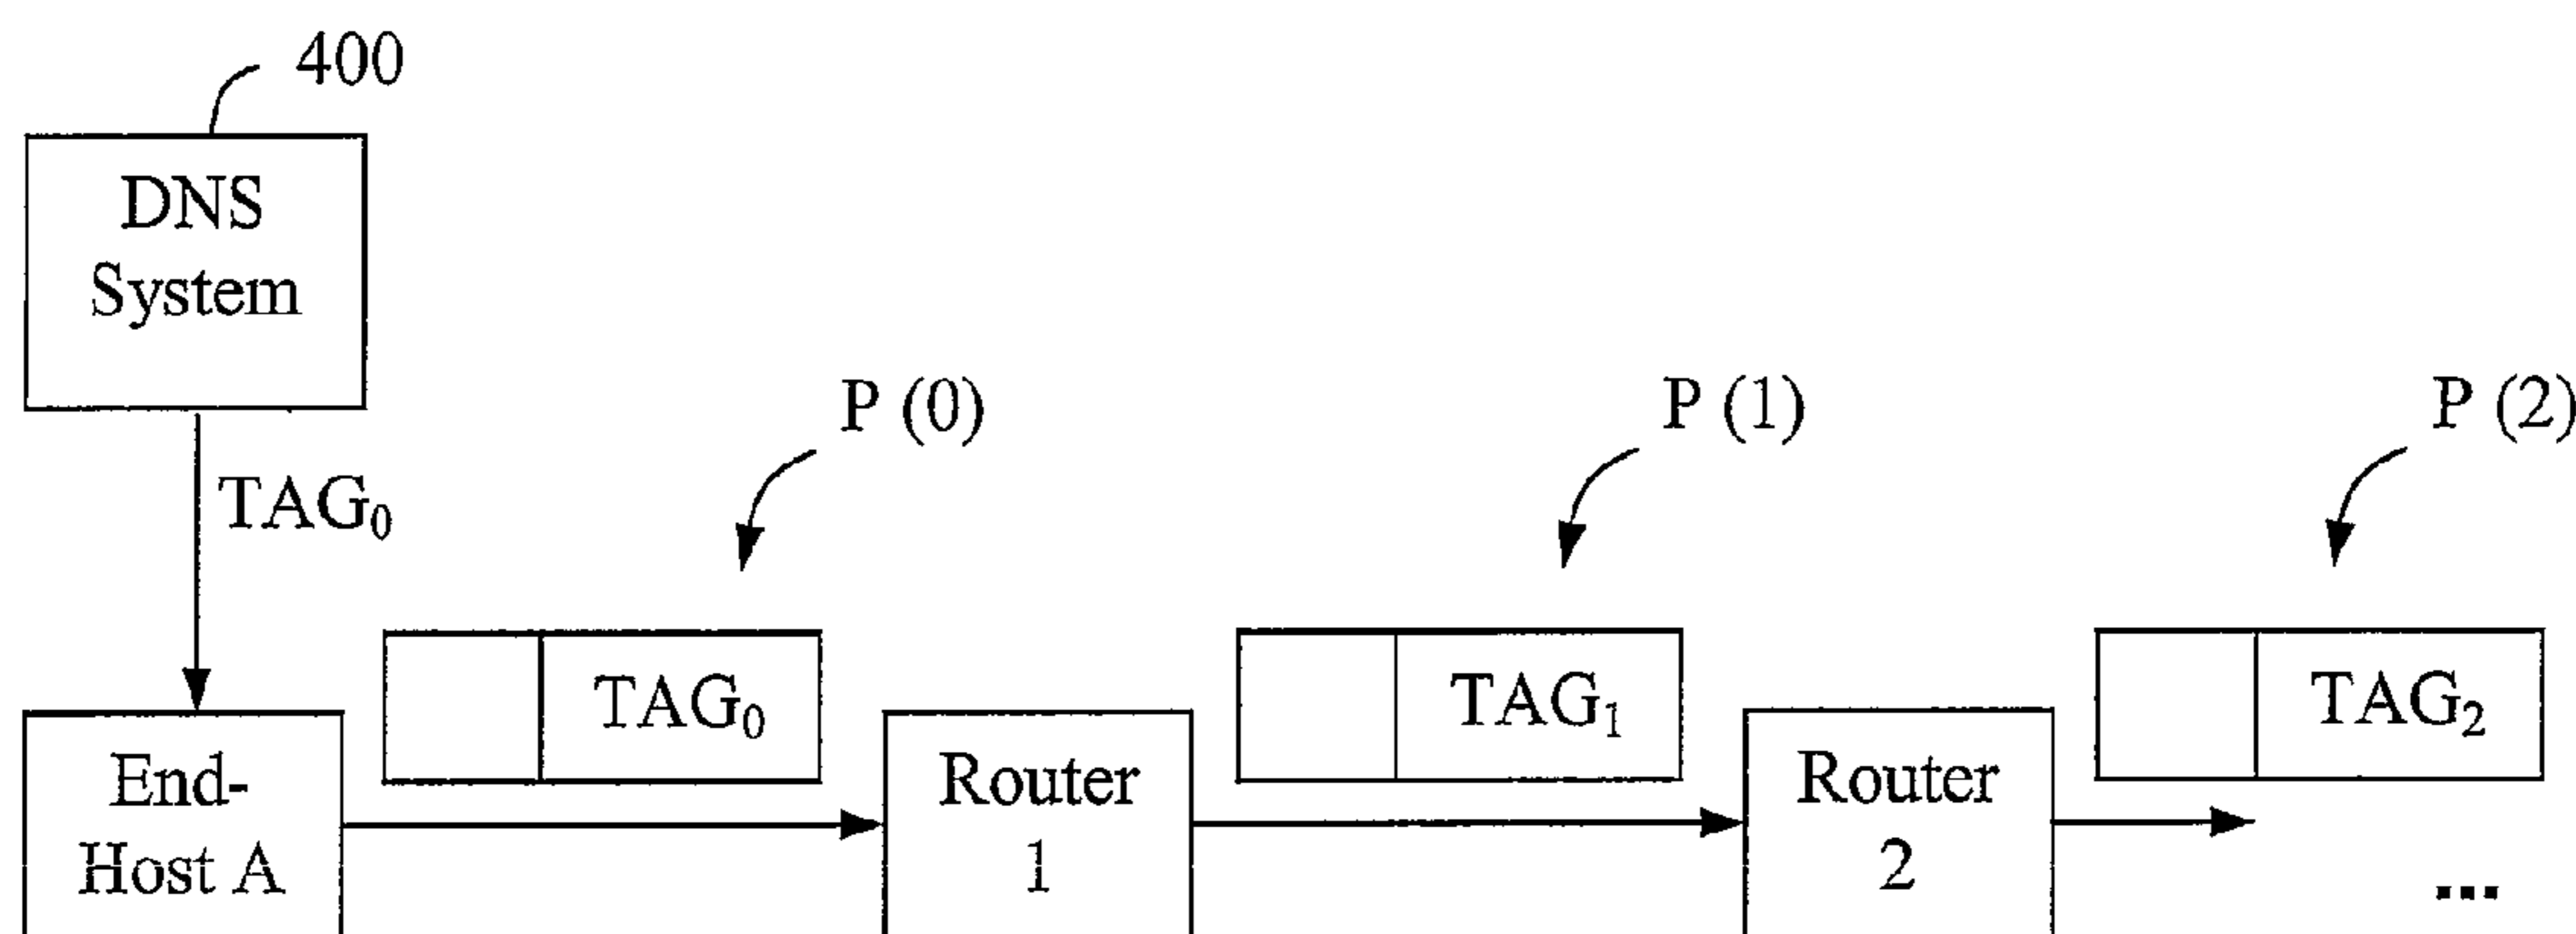 400
DNS
System
P (0)
P (1)
P (2)
TAG₀
TAG₀
TAG₁
TAG₂
End-
Host A
Router
1
Router
2
...